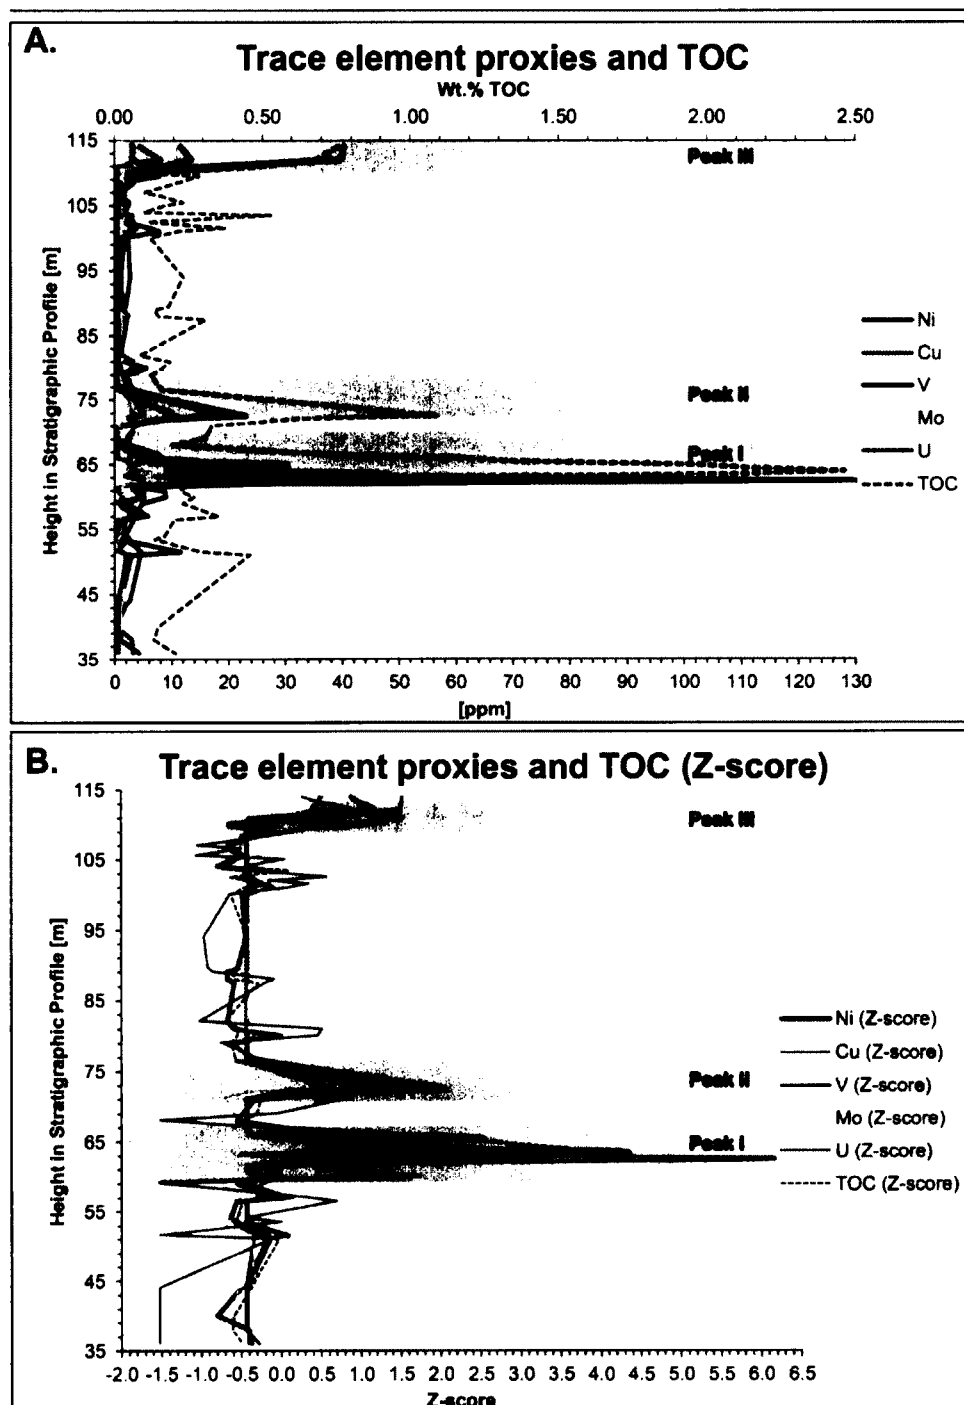 A.
Trace element proxies and TOC
Wt.% TOC
0.00 0.50 1.00 1.50 2.00 2.50
115
105
95
85
75
65
55
45
35
Height in Stratigraphic Profile [m]
Peak III
Peak II
Peak I
Ni
Cu
V
Mo
U
TOC
0 10 20 30 40 50 60 70 80 90 100 110 120 130
[ppm]
B.
Trace element proxies and TOC (Z-score)
115
105
95
85
75
65
55
45
35
Height in Stratigraphic Profile [m]
Peak III
Peak II
Peak I
Ni (Z-score)
Cu (Z-score)
V (Z-score)
Mo (Z-score)
U (Z-score)
TOC (Z-score)
-2.0 -1.5 -1.0 -0.5 0.0 0.5 1.0 1.5 2.0 2.5 3.0 3.5 4.0 4.5 5.0 5.5 6.0 6.5
Z-score